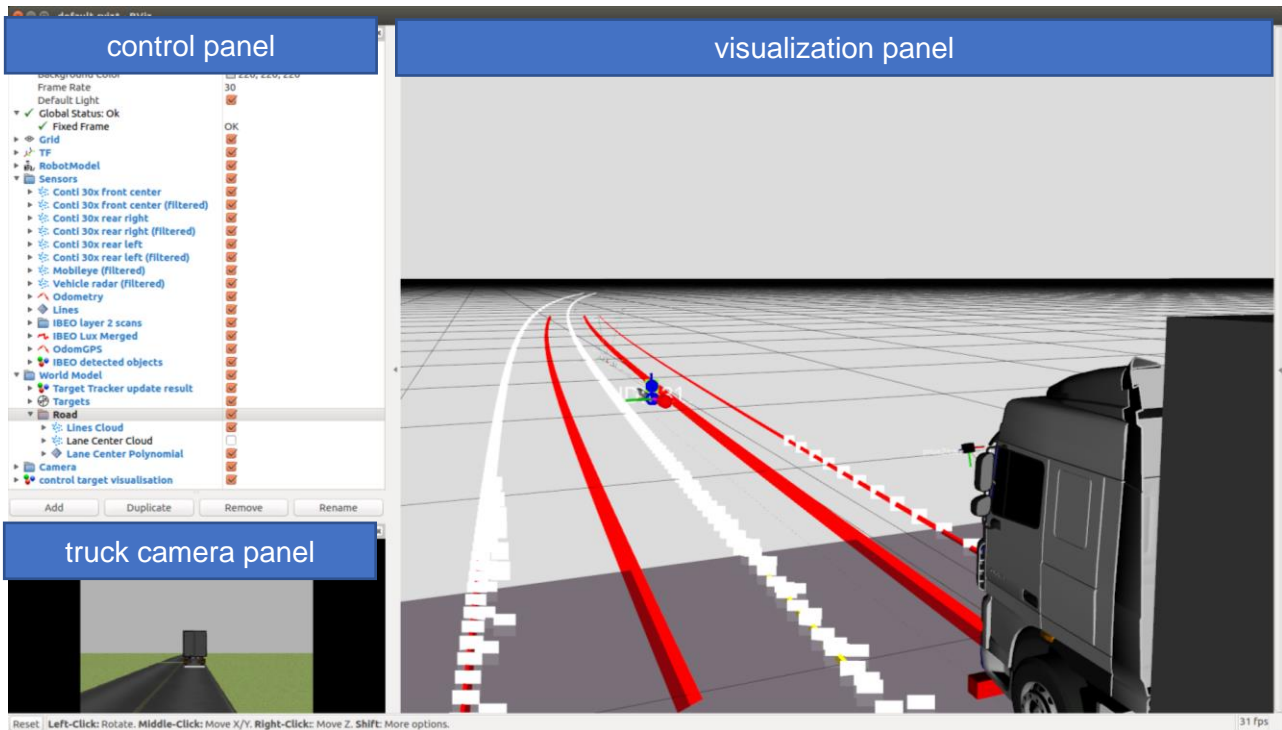 control panel
visualization panel
Background Color 220, 220, 220
Frame Rate 30
Default Light
Global Status: Ok
Fixed Frame OK
Grid
TF
RobotModel
Sensors
Conti 30x front center
Conti 30x front center (filtered)
Conti 30x rear right
Conti 30x rear right (filtered)
Conti 30x rear left
Conti 30x rear left (filtered)
Mobileye (filtered)
Vehicle radar (filtered)
Odometry
Lines
IBEO layer 2 scans
IBEO Lux Merged
OdomGPS
IBEO detected objects
World Model
Target Tracker update result
Targets
Road
Lines Cloud
Lane Center Cloud
Lane Center Polynomial
Camera
control target visualisation
Add Duplicate Remove Rename
truck camera panel
Reset Left-Click: Rotate. Middle-Click: Move X/Y. Right-Click:: Move Z. Shift: More options.
31 fps